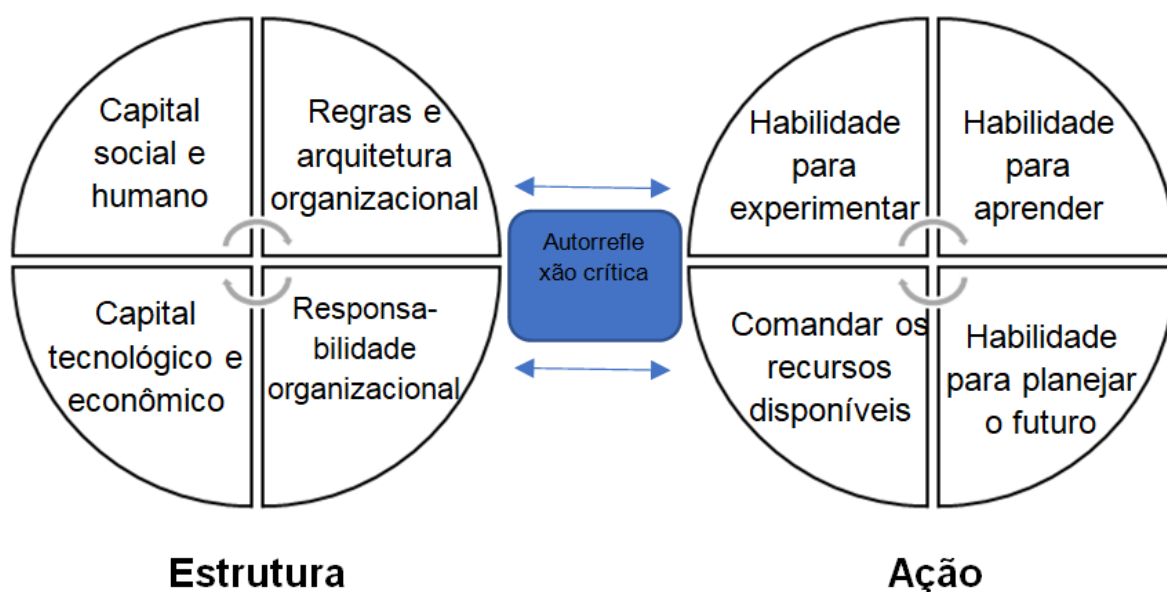 Capital
social e
humano
Regras e
arquitetura
organizacional
Capital
tecnológico e
econômico
Responsa-
bilidade
organizacional
Autorrefle
xão crítica
Habilidade
para
experimentar
Habilidade
para
aprender
Comandar os
recursos
disponíveis
Habilidade
para planejar
o futuro
Estrutura
Ação